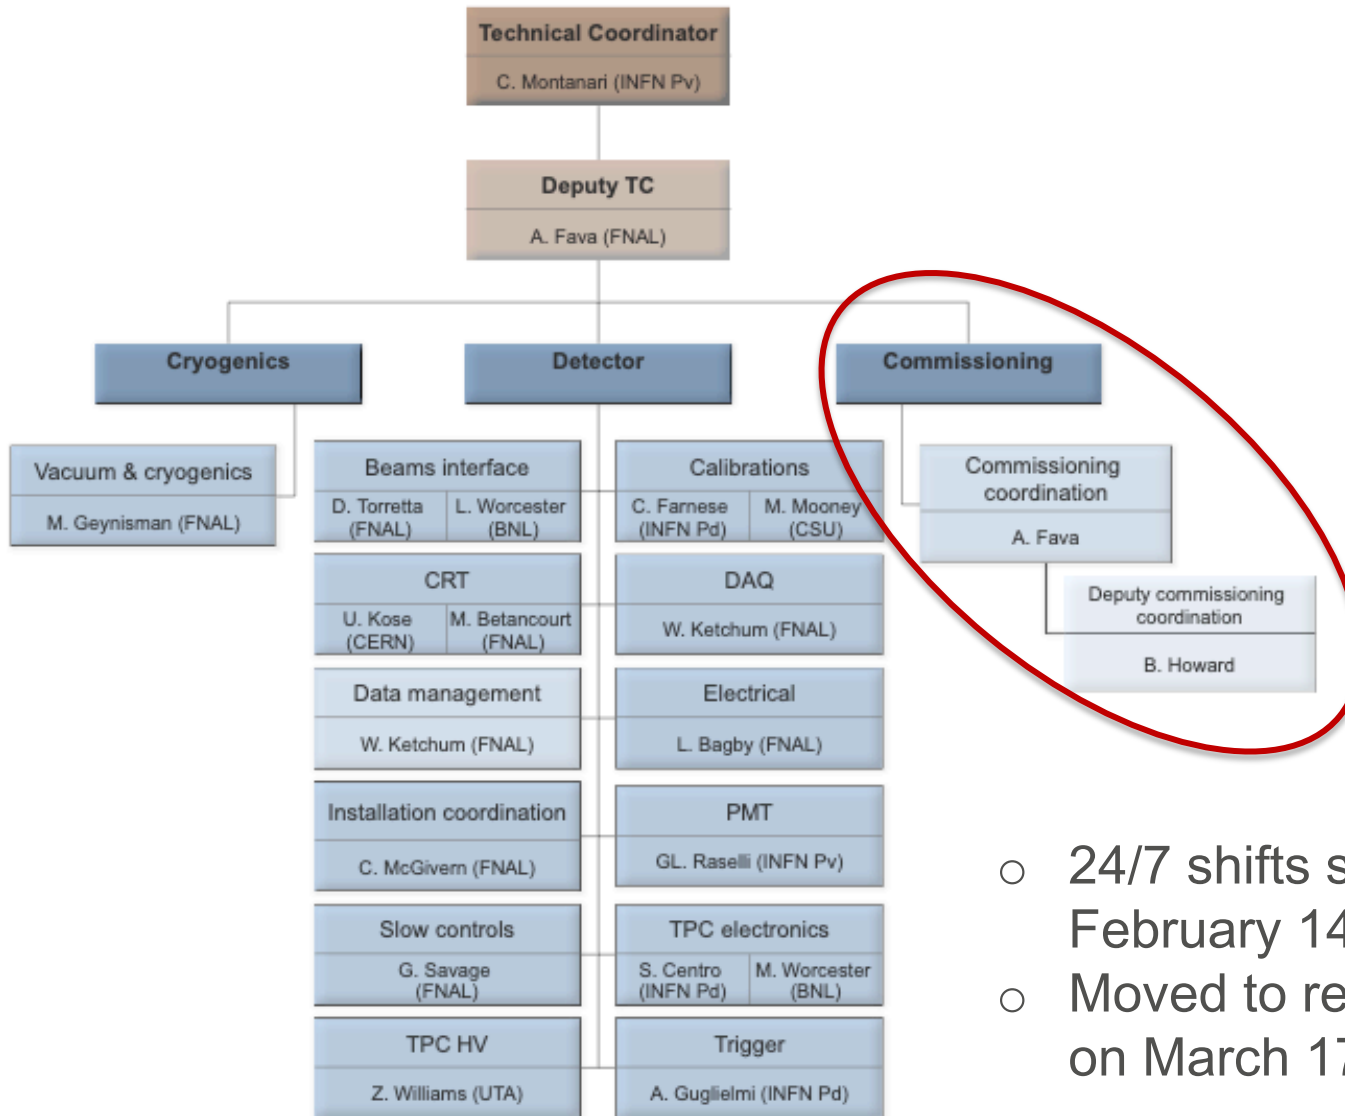 Technical Coordinator
C. Montanari (INFN Pv)
Deputy TC
A. Fava (FNAL)
Cryogenics
Detector
Commissioning
Vacuum & cryogenics
M. Geynisman (FNAL)
Beams interface
D. Torretta (FNAL)
L. Worcester (BNL)
Calibrations
C. Farnese (INFN Pd)
M. Mooney (CSU)
CRT
U. Kose (CERN)
M. Betancourt (FNAL)
DAQ
W. Ketchum (FNAL)
Data management
W. Ketchum (FNAL)
Electrical
L. Bagby (FNAL)
Installation coordination
C. McGivern (FNAL)
PMT
GL. Raselli (INFN Pv)
Slow controls
G. Savage (FNAL)
TPC electronics
S. Centro (INFN Pd)
M. Worcester (BNL)
TPC HV
Z. Williams (UTA)
Trigger
A. Guglielmi (INFN Pd)
Commissioning
coordination
A. Fava
Deputy commissioning
coordination
B. Howard
○ 24/7 shifts
February 14
○ Moved to
on March 17